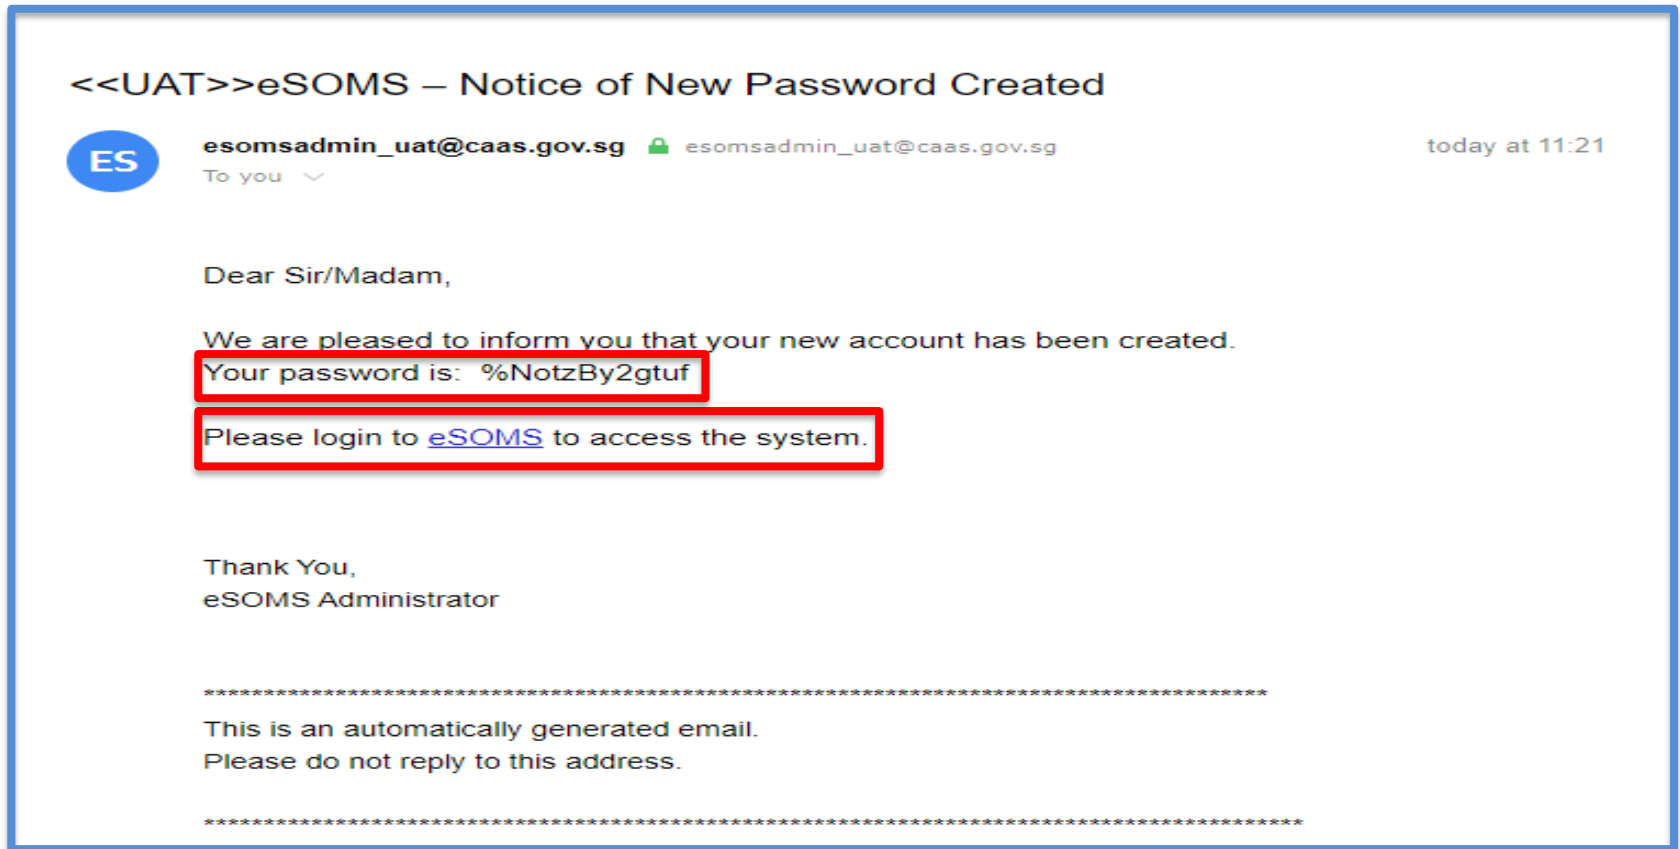 <<UAT>>eSOMS – Notice of New Password Created
ES
esomsadmin_uat@caas.gov.sg esomsadmin_uat@caas.gov.sg today at 11:21
To you
Dear Sir/Madam,
We are pleased to inform you that your new account has been created.
Your password is: %NotzBy2gtuf
Please login to eSOMS to access the system.
Thank You,
eSOMS Administrator
*****************************************************************************************
This is an automatically generated email.
Please do not reply to this address.
********************************************************************************************